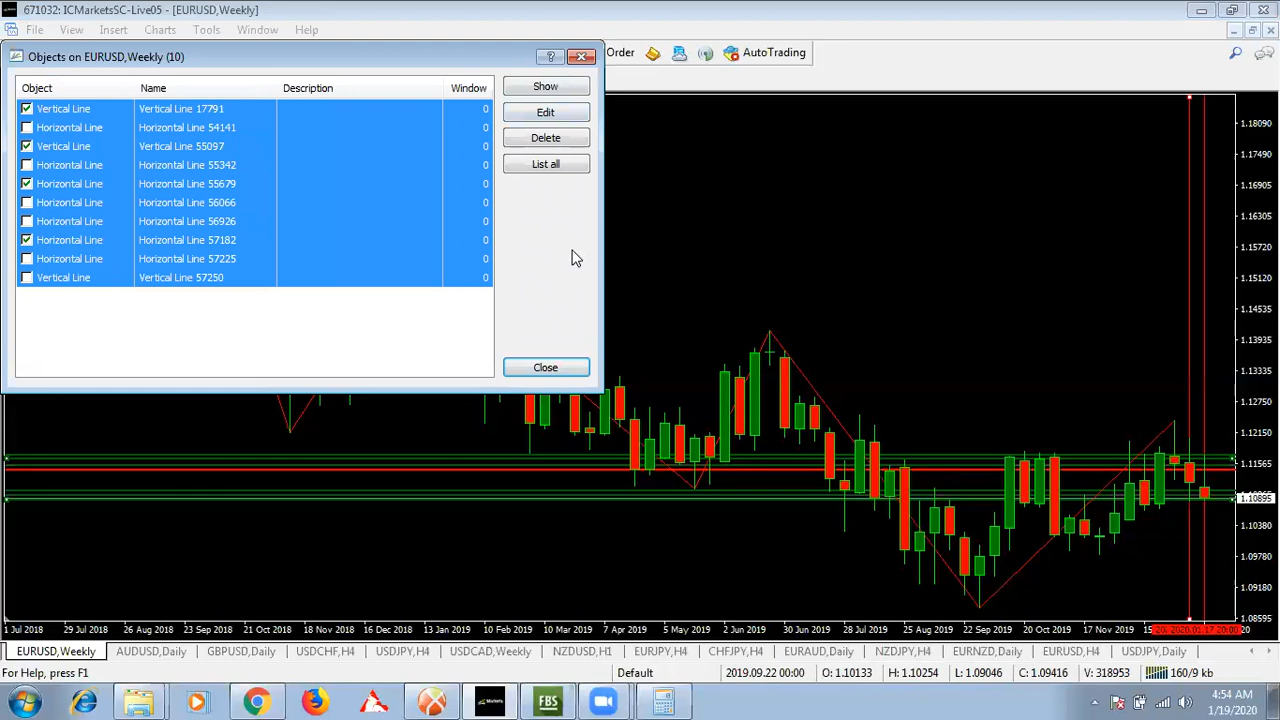 671032: ICMarketsSC-Live05 - [EURUSD,Weekly]
File View Insert Charts Tools Window Help
Objects on EURUSD,Weekly (10)
Order AutoTrading
Object Name Description Window
Show
Vertical Line Vertical Line 17791 0
Edit
Horizontal Line Horizontal Line 54141 0
Delete
Vertical Line Vertical Line 55097 0
List all
Horizontal Line Horizontal Line 55342 0
Horizontal Line Horizontal Line 55679 0
Horizontal Line Horizontal Line 56066 0
Horizontal Line Horizontal Line 56926 0
Horizontal Line Horizontal Line 57182 0
Horizontal Line Horizontal Line 57225 0
Vertical Line Vertical Line 57250 0
Close
1.18090
1.17490
1.16905
1.16305
1.15720
1.15120
1.14535
1.13935
1.13335
1.12750
1.12150
1.11565
1.10895
1.10380
1.09780
1.09180
1.08595
1 Jul 2018 29 Jul 2018 26 Aug 2018 23 Sep 2018 21 Oct 2018 18 Nov 2018 16 Dec 2018 13 Jan 2019 10 Feb 2019 10 Mar 2019 7 Apr 2019 5 May 2019 2 Jun 2019 30 Jun 2019 28 Jul 2019 25 Aug 2019 22 Sep 2019 20 Oct 2019 17 Nov 2019 2020.01.17 20:00
EURUSD,Weekly AUDUSD,Daily GBPUSD,Daily USDCHF,H4 USDJPY,H4 USDCAD,Weekly NZDUSD,H1 EURJPY,H4 CHFJPY,H4 EURAUD,Daily NZDJPY,H4 EURNZD,Daily EURUSD,H4 USDJPY,Daily
For Help, press F1 Default 2019.09.22 00:00 O: 1.10133 H: 1.10254 L: 1.09046 C: 1.09416 V: 318953 160/9 kb
Markets FBS
4:54 AM
1/19/2020